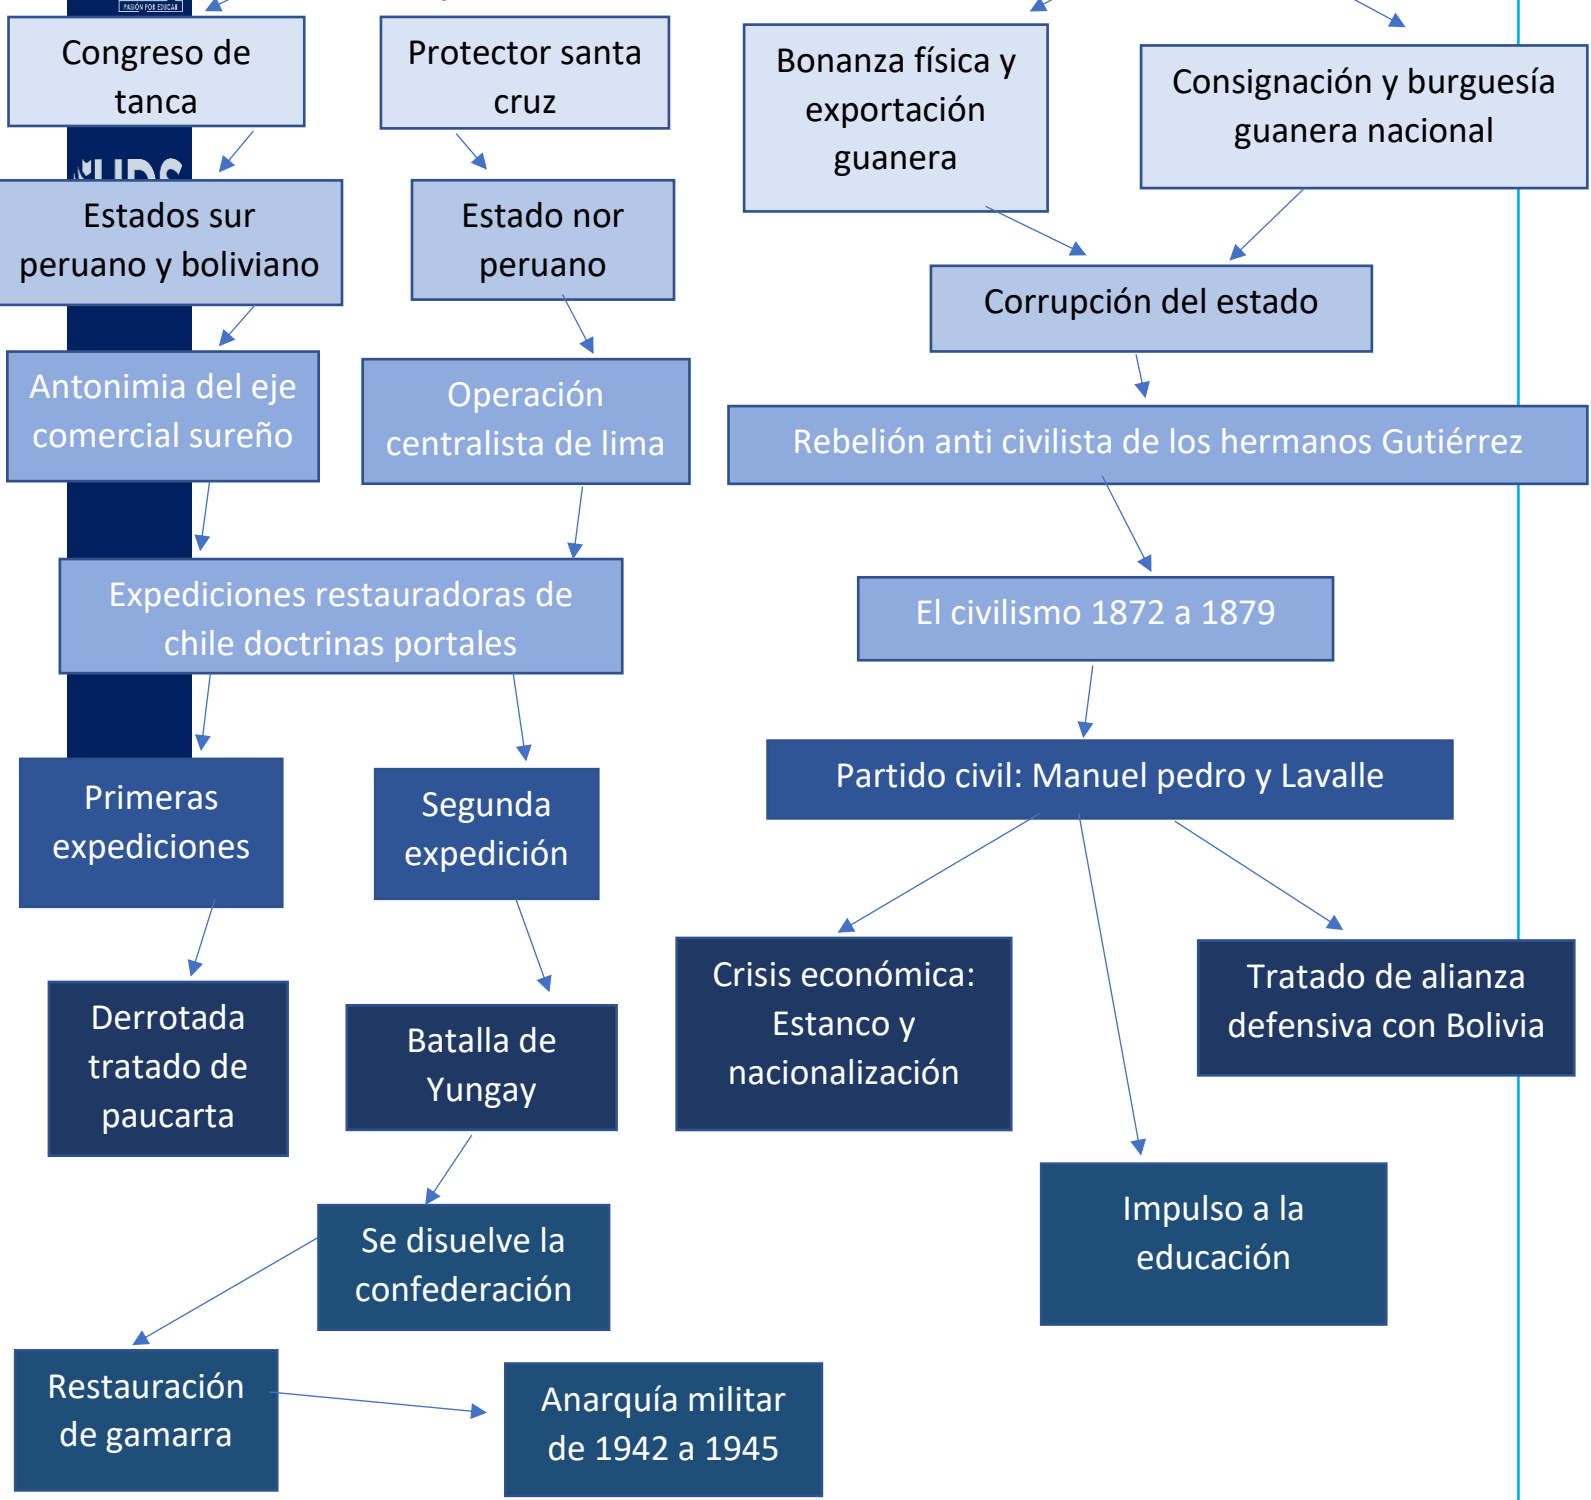 PASIÓN POR EDUCAR
Congreso de
tanca
Protector santa
cruz
Bonanza física y
exportación
guanera
Consignación y burguesía
guanera nacional
Estados sur
peruano y boliviano
Estado nor
peruano
Corrupción del estado
Antonimia del eje
comercial sureño
Operación
centralista de lima
Rebelión anti civilista de los hermanos Gutiérrez
Expediciones restauradoras de
chile doctrinas portales
El civilismo 1872 a 1879
Primeras
expediciones
Segunda
expedición
Partido civil: Manuel pedro y Lavalle
Derrotada
tratado de
paucarta
Batalla de
Yungay
Crisis económica:
Estanco y
nacionalización
Tratado de alianza
defensiva con Bolivia
Se disuelve la
confederación
Impulso a la
educación
Restauración
de gamarra
Anarquía militar
de 1942 a 1945